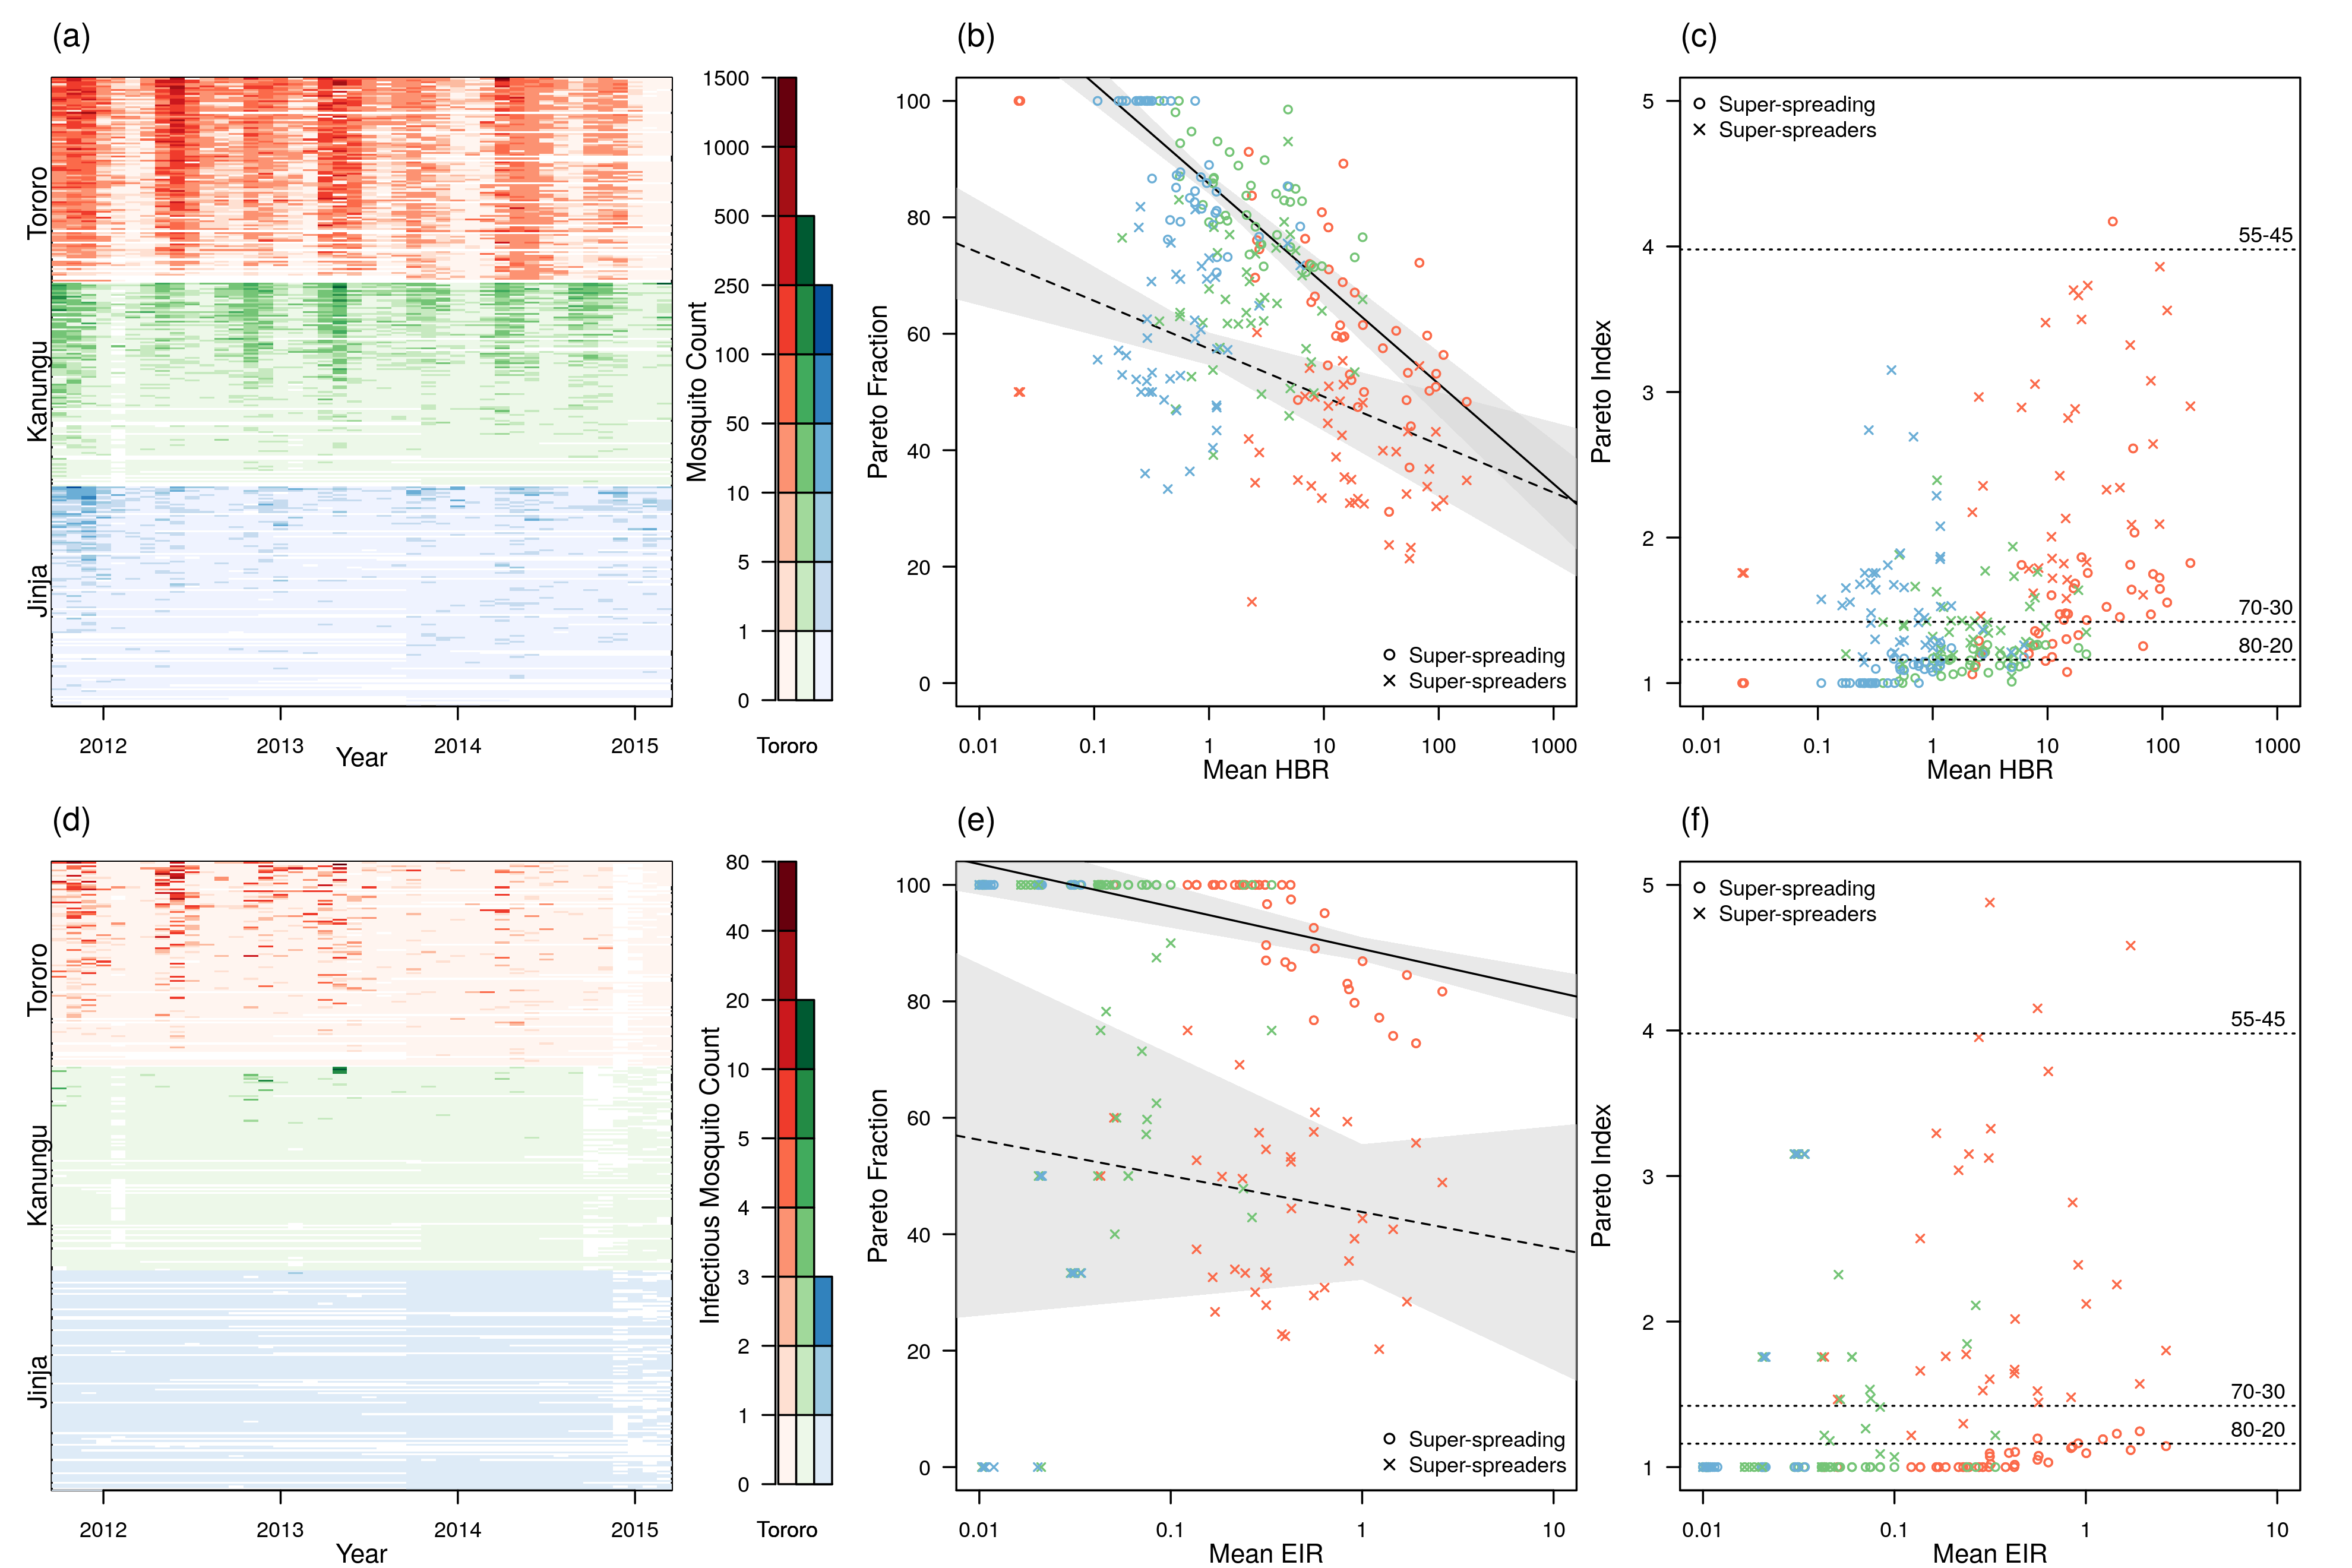 (a)
Tororo
Kanungu
Jinja
2012
2013
2014
2015
Year
Mosquito Count
1500
1000
500
250
100
50
10
5
1
0
Tororo
(b)
Pareto Fraction
100
80
60
40
20
0
Super-spreading
Super-spreaders
0.01
0.1
1
10
100
1000
Mean HBR
(c)
Pareto Index
5
4
3
2
1
Super-spreading
Super-spreaders
55-45
70-30
80-20
0.01
0.1
1
10
100
1000
Mean HBR
(d)
Tororo
Kanungu
Jinja
2012
2013
2014
2015
Year
Infectious Mosquito Count
80
40
20
10
5
4
3
2
1
0
Tororo
(e)
Pareto Fraction
100
80
60
40
20
0
Super-spreading
Super-spreaders
0.01
0.1
1
10
Mean EIR
(f)
Pareto Index
5
4
3
2
1
Super-spreading
Super-spreaders
55-45
70-30
80-20
0.01
0.1
1
10
Mean EIR